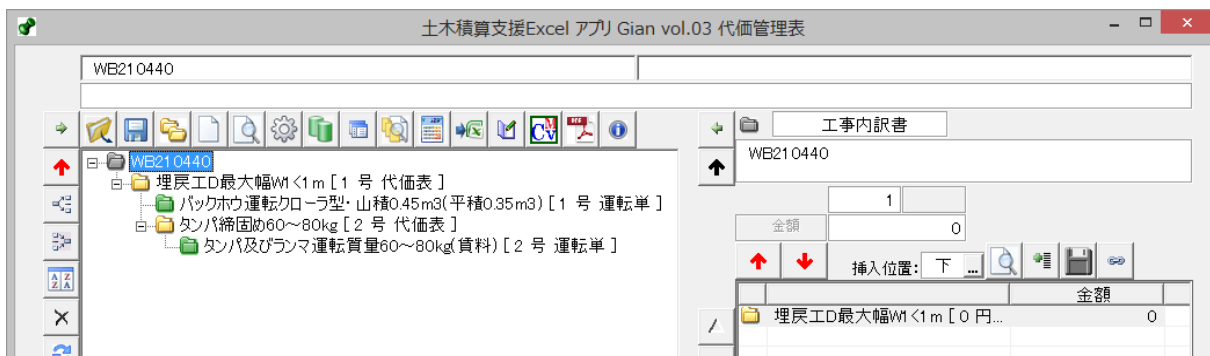 土木積算支援Excel アプリ Gian vol.03 代価管理表
WB210440
工事内訳書
WB210440
WB210440
埋戻工D最大幅W1<1m [ 1 号 代価表 ]
バックホウ運転クローラ型・山積0.45m3(平積0.35m3) [ 1 号 運転単 ]
タンパ締固め60～80kg [ 2 号 代価表 ]
タンパ及びランマ運転質量60～80kg(賃料) [ 2 号 運転単 ]
1
金額 0
挿入位置: 下 ...
金額
埋戻工D最大幅W1<1m [ 0 円... 0